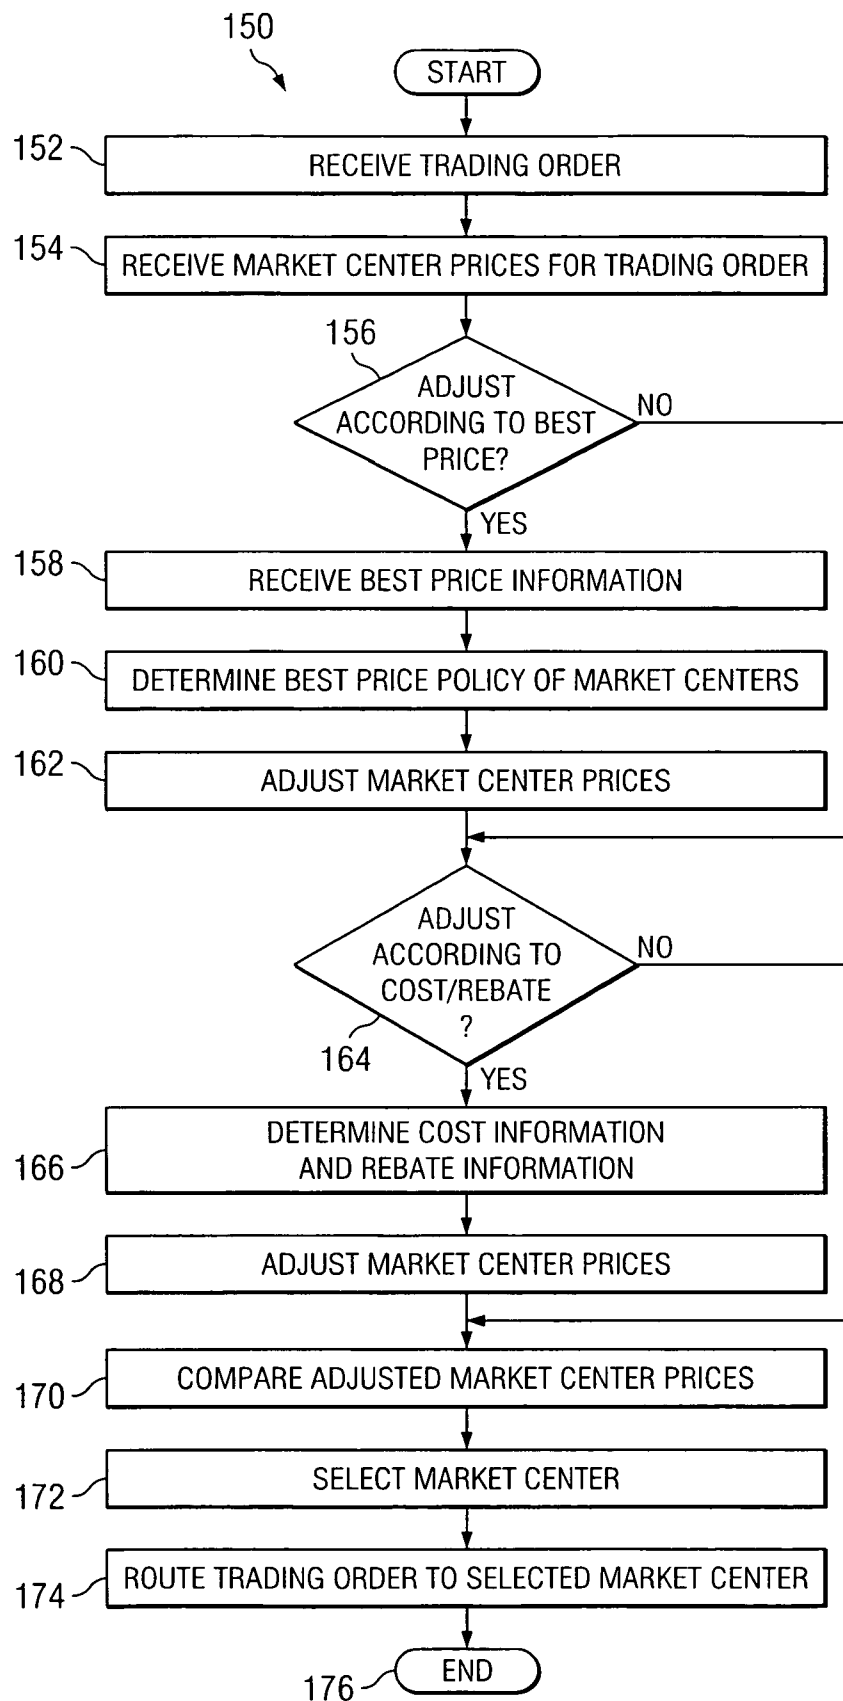 150
START
152
RECEIVE TRADING ORDER
154
RECEIVE MARKET CENTER PRICES FOR TRADING ORDER
156
ADJUST
ACCORDING TO BEST
PRICE?
NO
YES
158
RECEIVE BEST PRICE INFORMATION
160
DETERMINE BEST PRICE POLICY OF MARKET CENTERS
162
ADJUST MARKET CENTER PRICES
ADJUST
ACCORDING TO
COST/REBATE
?
NO
164
YES
DETERMINE COST INFORMATION
AND REBATE INFORMATION
166
ADJUST MARKET CENTER PRICES
168
COMPARE ADJUSTED MARKET CENTER PRICES
170
SELECT MARKET CENTER
172
ROUTE TRADING ORDER TO SELECTED MARKET CENTER
174
END
176